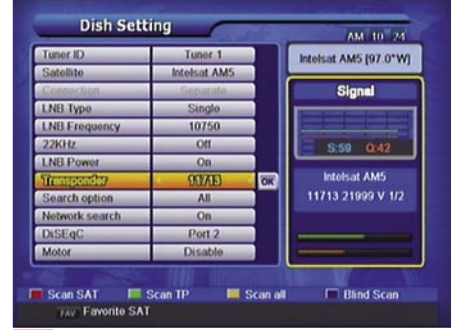 Dish Setting
AM 10 24
Tuner ID Tuner 1
Satellite Intelsat AM5
Connection Separate
LNB Type Single
LNB Frequency 10750
22KHz Off
LNB Power On
Transponder 11713 OK
Search option All
Network search On
DiSEqC Port 2
Motor Disable
Intelsat AM5 [97.0°W]
Signal
S:59 Q:42
Intelsat AM5
11713 21999 V 1/2
Scan SAT Scan TP Scan all Blind Scan
FAV Favorite SAT